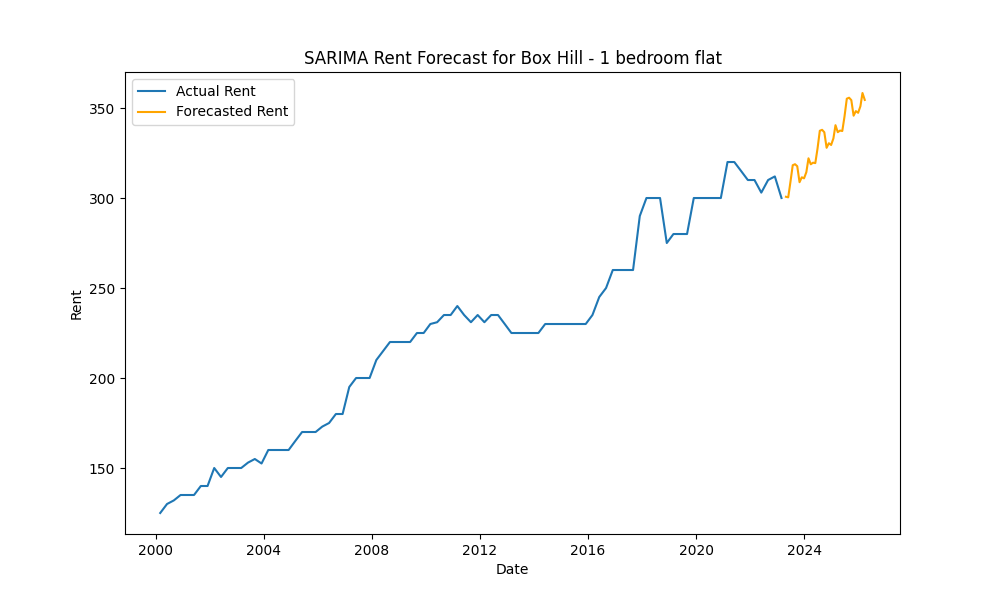 SARIMA Rent Forecast for Box Hill - 1 bedroom flat
Actual Rent
Forecasted Rent
350
300
250
200
150
Rent
2000 2004 2008 2012 2016 2020 2024
Date